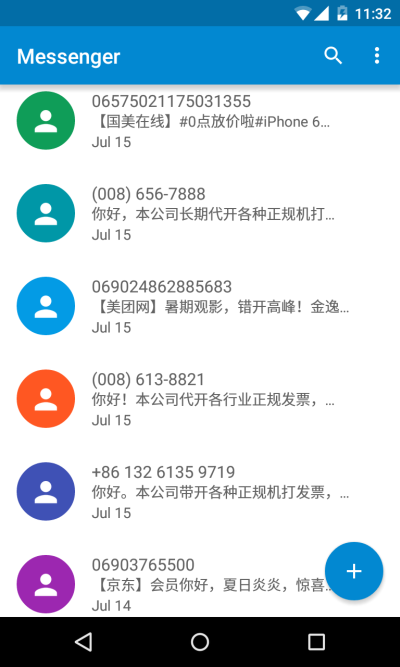 11:32
Messenger
06575021175031355
【国美在线】#0点放价啦#iPhone 6…
Jul 15
(008) 656-7888
你好，本公司长期代开各种正规机打…
Jul 15
069024862885683
【美团网】暑期观影，错开高峰！金逸…
Jul 15
(008) 613-8821
你好！本公司代开各行业正规发票，…
Jul 15
+86 132 6135 9719
你好。本公司带开各种正规机打发票，…
Jul 15
06903765500
【京东】会员你好，夏日炎炎，惊喜…
Jul 14